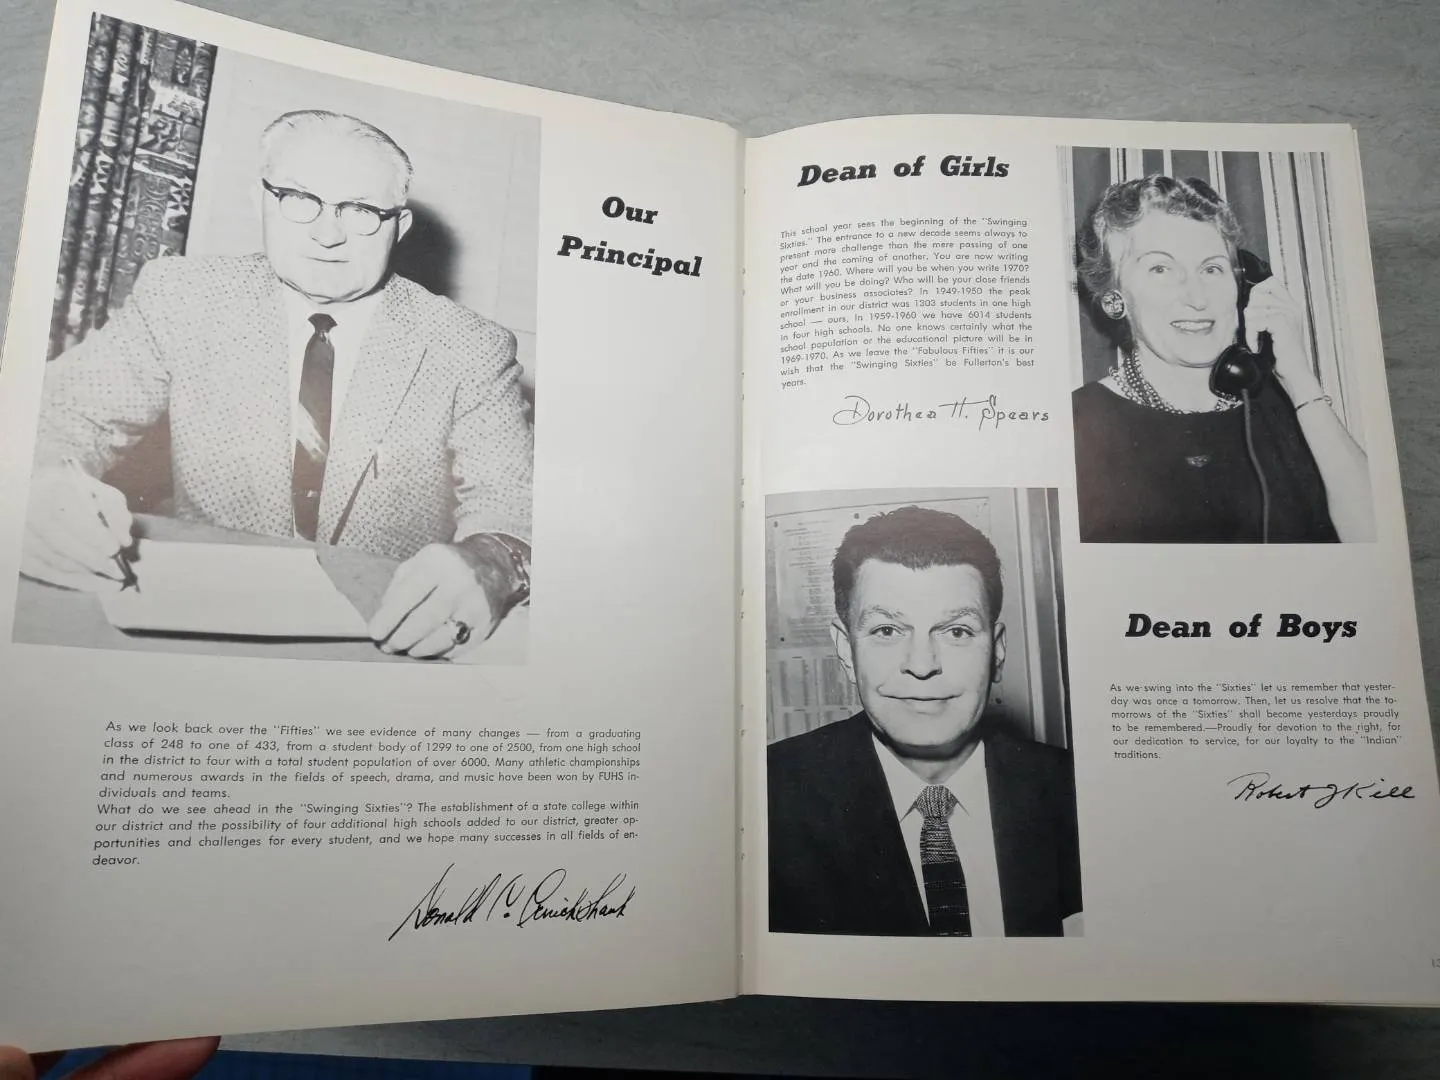 Our
Principal
As we look back over the "Fifties" we see evidence of many changes — from a graduating
class of 248 to one of 433, from a student body of 1299 to one of 2500, from one high school
in the district to four with a total student population of over 6000. Many athletic championships
and numerous awards in the fields of speech, drama, and music have been won by FUHS in-
dividuals and teams.
What do we see ahead in the "Swinging Sixties"? The establishment of a state college within
our district and the possibility of four additional high schools added to our district, greater op-
portunities and challenges for every student, and we hope many successes in all fields of en-
deavor.
Donald
Dean of Girls
This school year sees the beginning of the "Swinging
Sixties." The entrance to a new decade seems always to
present more challenge than the mere passing of one
year and the coming of another. You are now writing
the date 1960. Where will you be when you write 1970?
What will you be doing? Who will be your close friends
or your business associates? In 1949-1950 the peak
enrollment in our district was 1303 students in one high
school — ours. In 1959-1960 we have 6014 students
in four high schools. No one knows certainly what the
school population or the educational picture will be in
1969-1970. As we leave the "Fabulous Fifties" it is our
wish that the "Swinging Sixties" be Fullerton's best
years.
Dorothea H. Spears
Dean of Boys
As we swing into the "Sixties" let us remember that yester-
day was once a tomorrow. Then, let us resolve that the to-
morrows of the "Sixties" shall become yesterdays proudly
to be remembered.—Proudly for devotion to the right, for
our dedication to service, for our loyalty to the "Indian"
traditions.
Robert J Kill